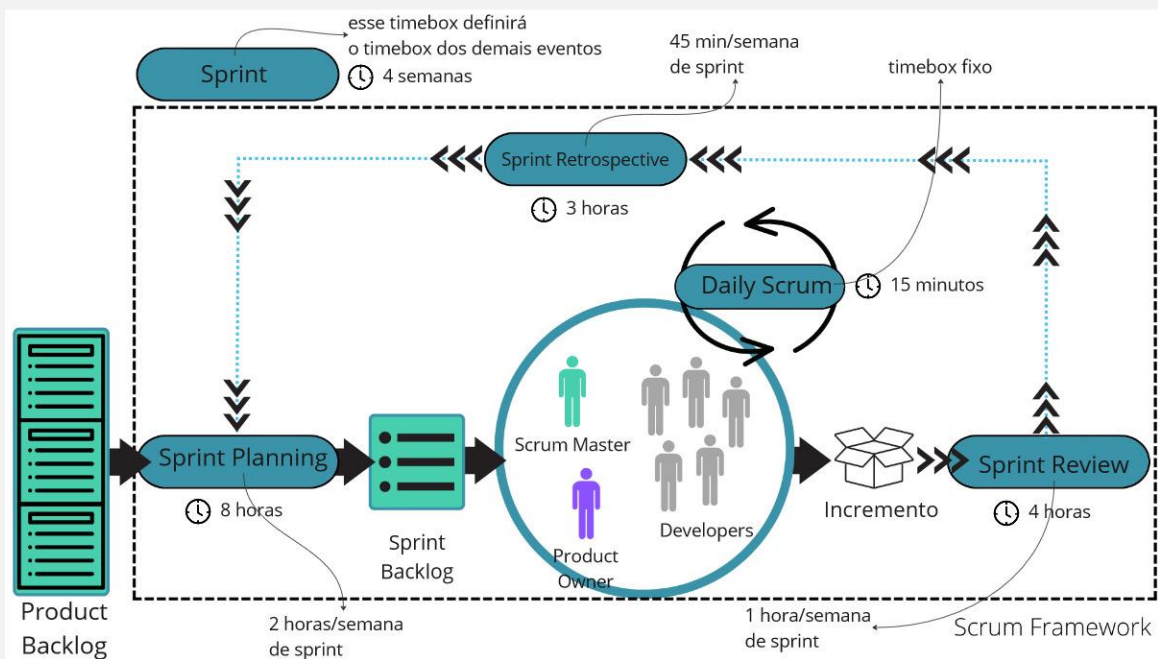 esse timebox definirá
o timebox dos demais eventos
Sprint
4 semanas
45 min/semana
de sprint
timebox fixo
Sprint Retrospective
3 horas
Daily Scrum
15 minutos
Scrum Master
Product
Owner
Developers
Sprint Planning
8 horas
Sprint
Backlog
Incremento
Sprint Review
4 horas
Product
Backlog
2 horas/semana
de sprint
1 hora/semana
de sprint
Scrum Framework